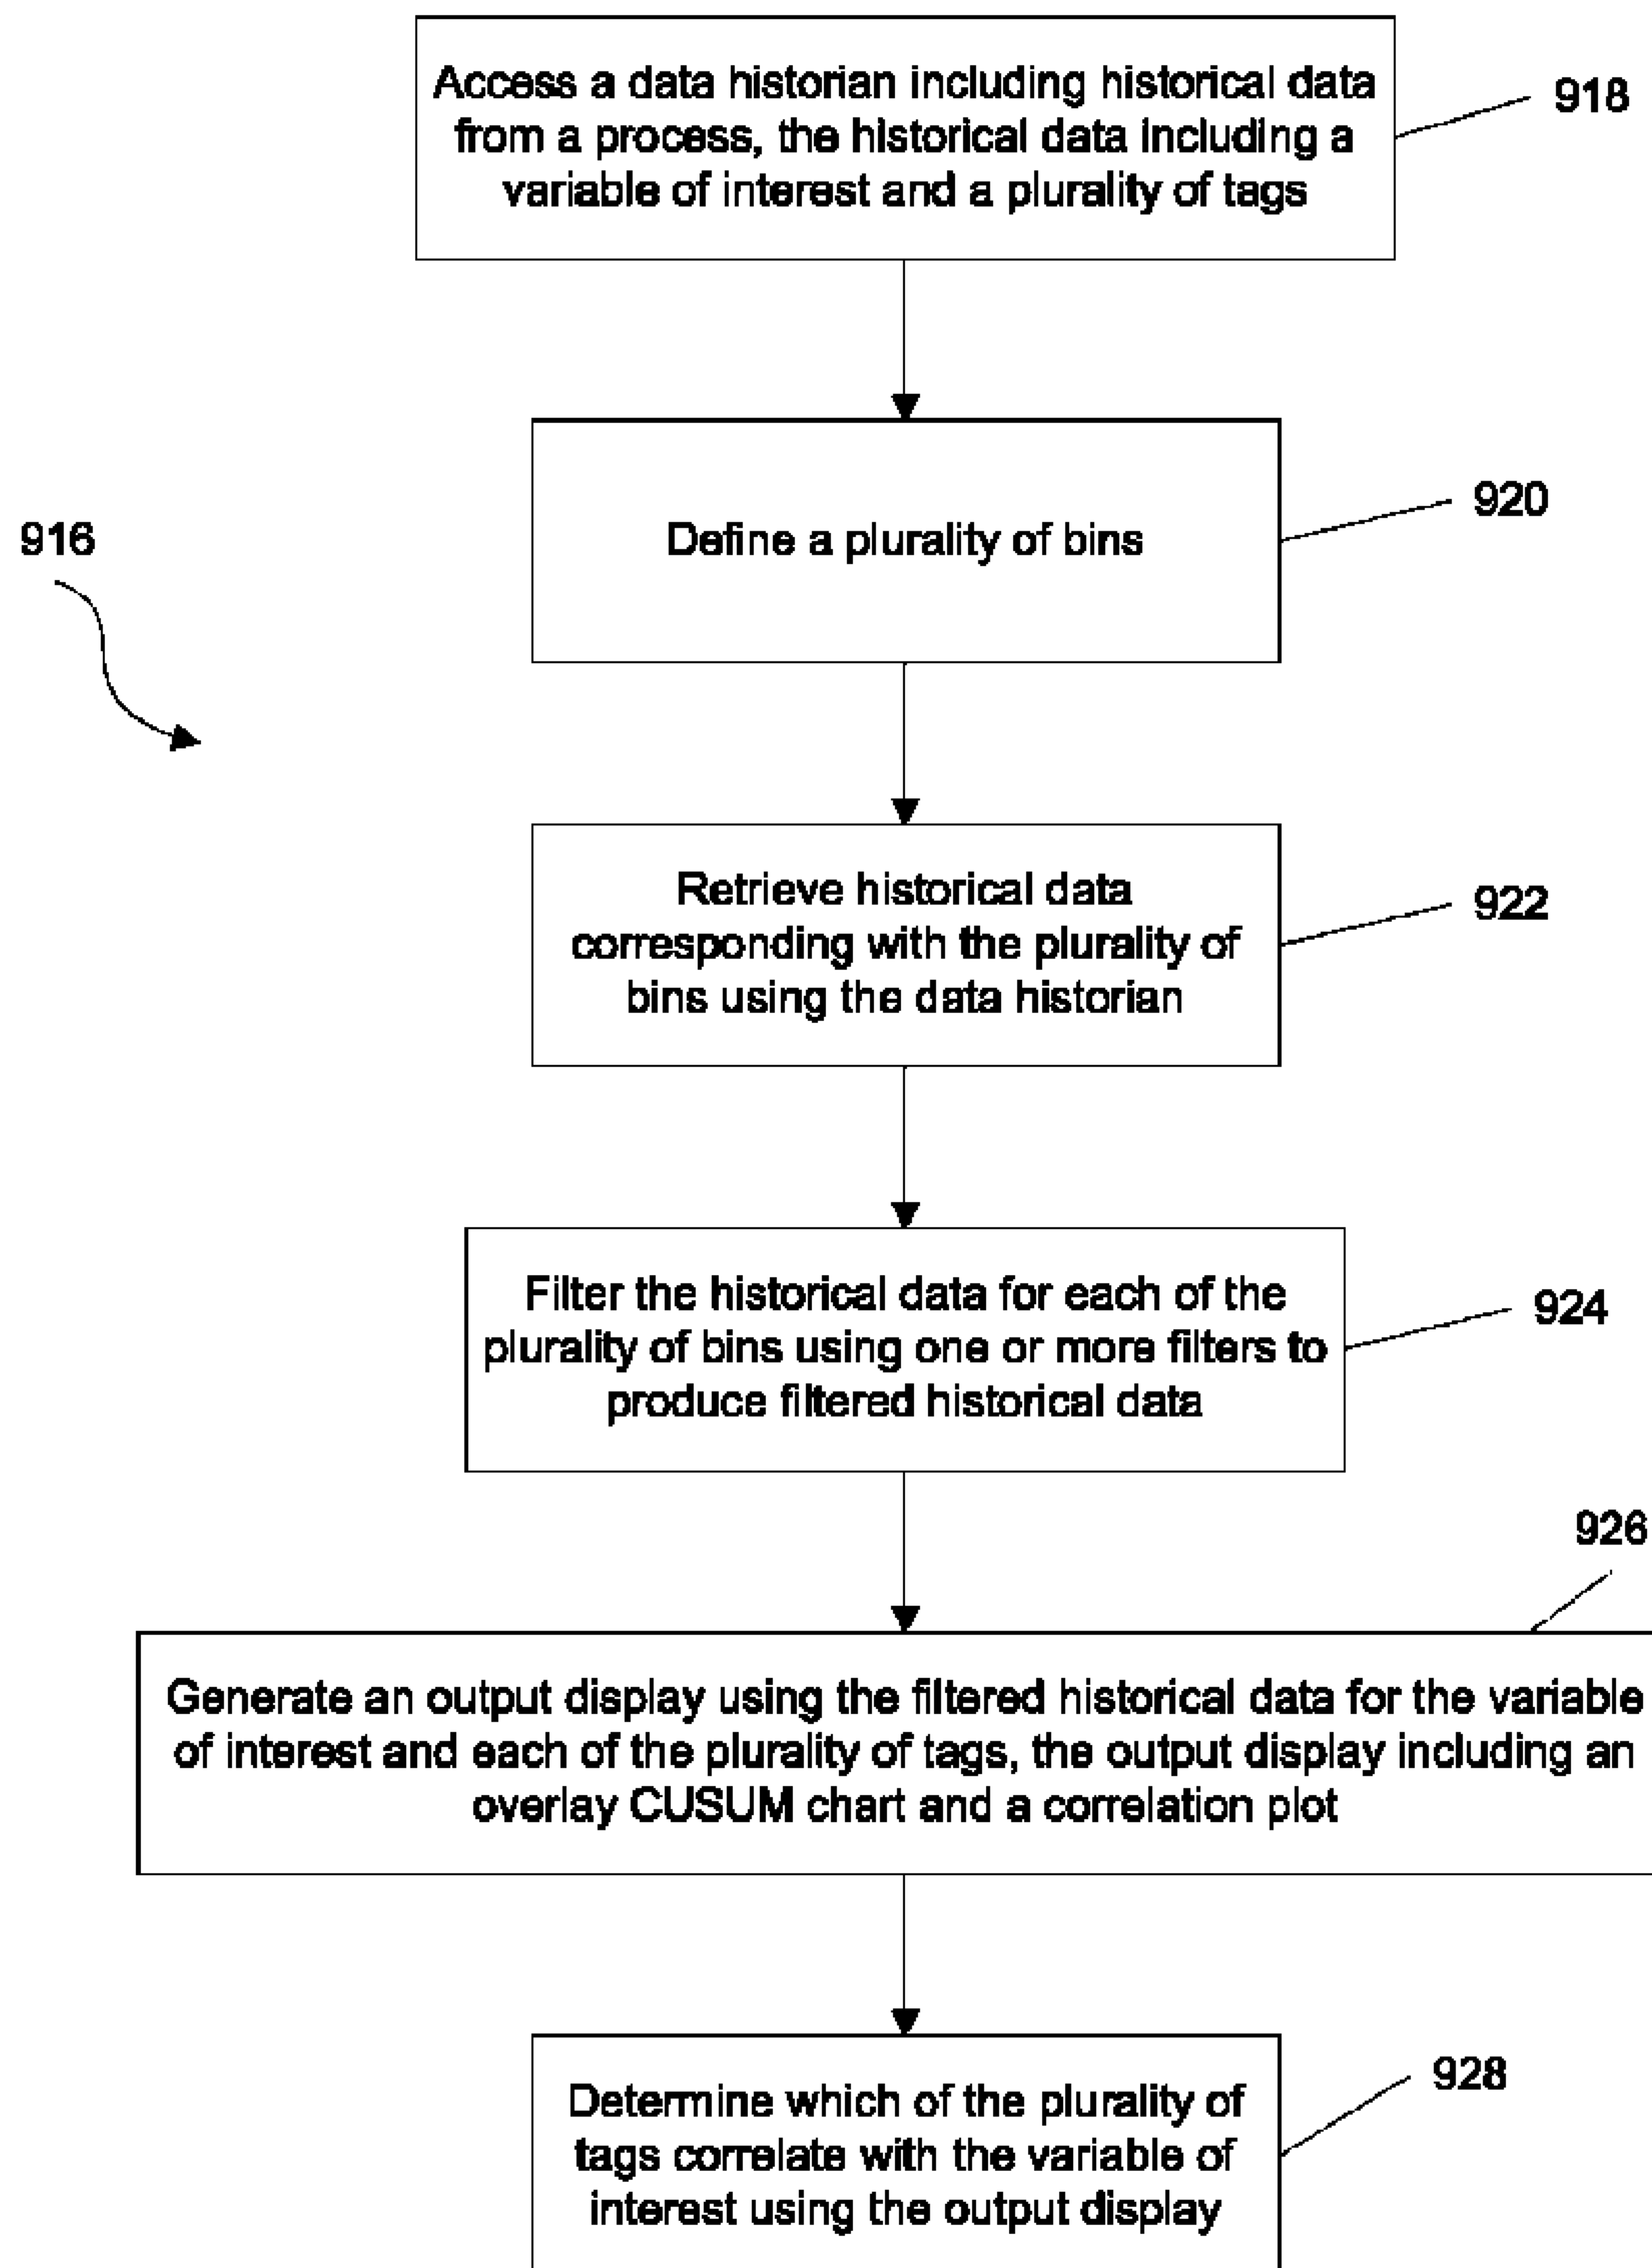 Access a data historian including historical data
from a process, the historical data including a
variable of interest and a plurality of tags
918
Define a plurality of bins
920
916
Retrieve historical data
corresponding with the plurality of
bins using the data historian
922
Filter the historical data for each of the
plurality of bins using one or more filters to
produce filtered historical data
924
926
Generate an output display using the filtered historical data for the variable
of interest and each of the plurality of tags, the output display including an
overlay CUSUM chart and a correlation plot
Determine which of the plurality of
tags correlate with the variable of
interest using the output display
928